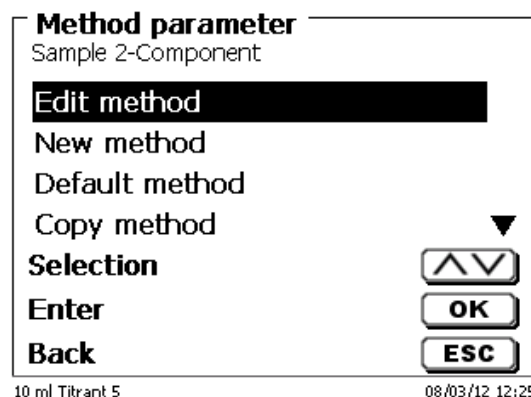 Method parameter
Sample 2-Component
Edit method
New method
Default method
Copy method
Selection
Enter OK
Back ESC
10 ml Titrant 5 08/03/12 12:25